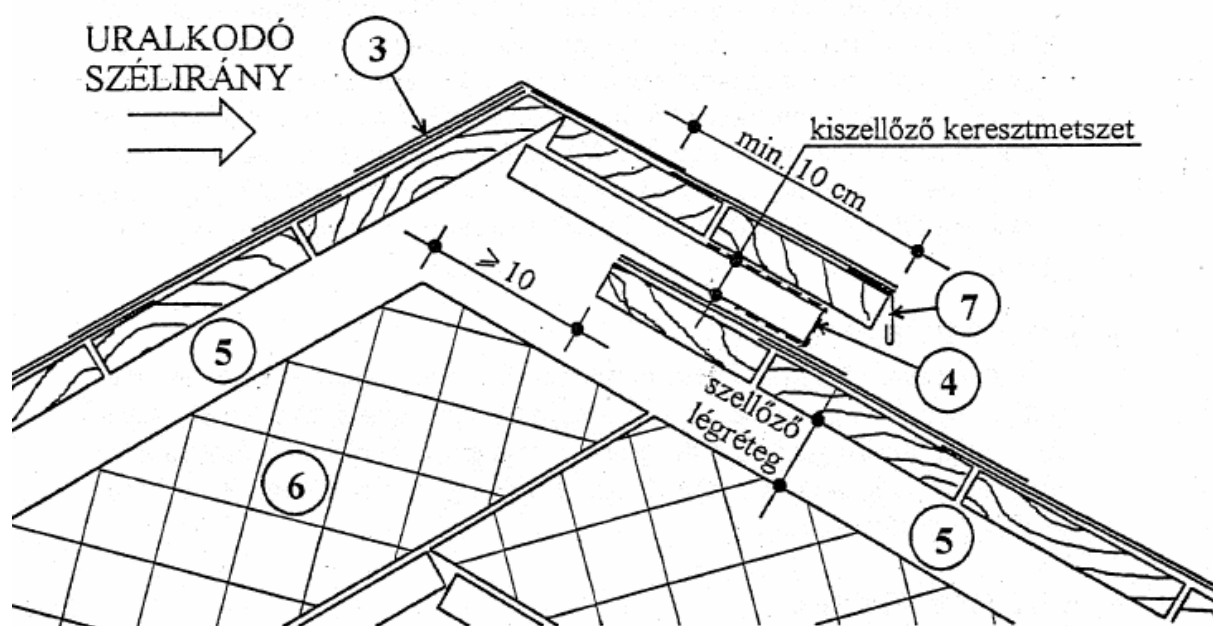 URALKODÓ
SZÉLIRÁNY
3
kiszellőző keresztmetszet
min. 10 cm
≥ 10
7
5
4
szellőző
légréteg
6
5